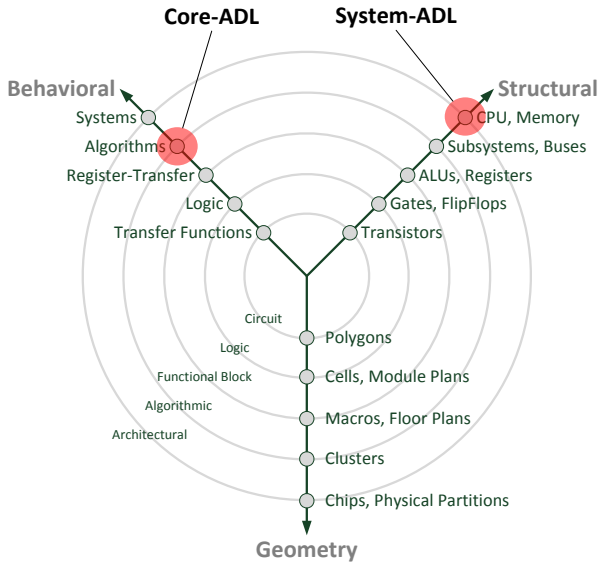 Core-ADL
System-ADL
Behavioral
Structural
Systems
CPU, Memory
Algorithms
Subsystems, Buses
Register-Transfer
ALUs, Registers
Logic
Gates, FlipFlops
Transfer Functions
Transistors
Circuit
Polygons
Logic
Cells, Module Plans
Functional Block
Algorithmic
Macros, Floor Plans
Architectural
Clusters
Chips, Physical Partitions
Geometry